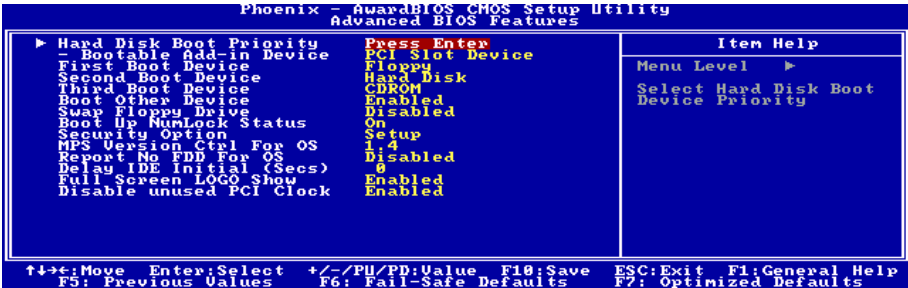 Phoenix - AwardBIOS CMOS Setup Utility
Advanced BIOS Features
▶ Hard Disk Boot Priority Press Enter
- Bootable Add-in Device PCI Slot Device
First Boot Device Floppy
Second Boot Device Hard Disk
Third Boot Device CDROM
Boot Other Device Enabled
Swap Floppy Drive Disabled
Boot Up NumLock Status On
Security Option Setup
MPS Version Ctrl For OS 1.4
Report No FDD For OS Disabled
Delay IDE Initial (Secs) 0
Full Screen LOGO Show Enabled
Disable unused PCI Clock Enabled
Item Help
Menu Level ▶
Select Hard Disk Boot
Device Priority
↑↓→←:Move Enter:Select +/-/PU/PD:Value F10:Save ESC:Exit F1:General Help
F5: Previous Values F6: Fail-Safe Defaults F7: Optimized Defaults